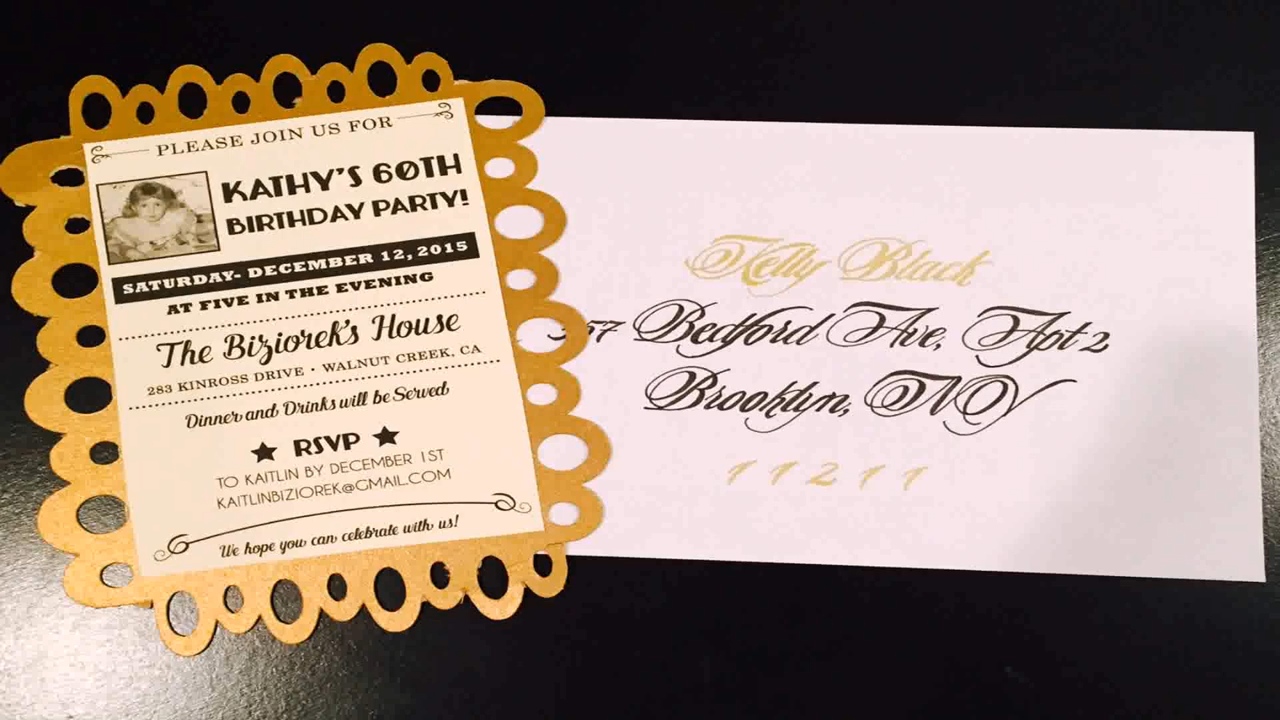 PLEASE JOIN US FOR
KATHY'S 60TH
BIRTHDAY PARTY!
SATURDAY- DECEMBER 12, 2015
AT FIVE IN THE EVENING
The Biziorek's House
283 KINROSS DRIVE • WALNUT CREEK, CA
Dinner and Drinks will be Served
★ RSVP ★
TO KAITLIN BY DECEMBER 1ST
KAITLINBIZIOREK@GMAIL.COM
We hope you can celebrate with us!
Kelly Black
Bedford Ave, Apt 2
Brooklyn, NY
11211